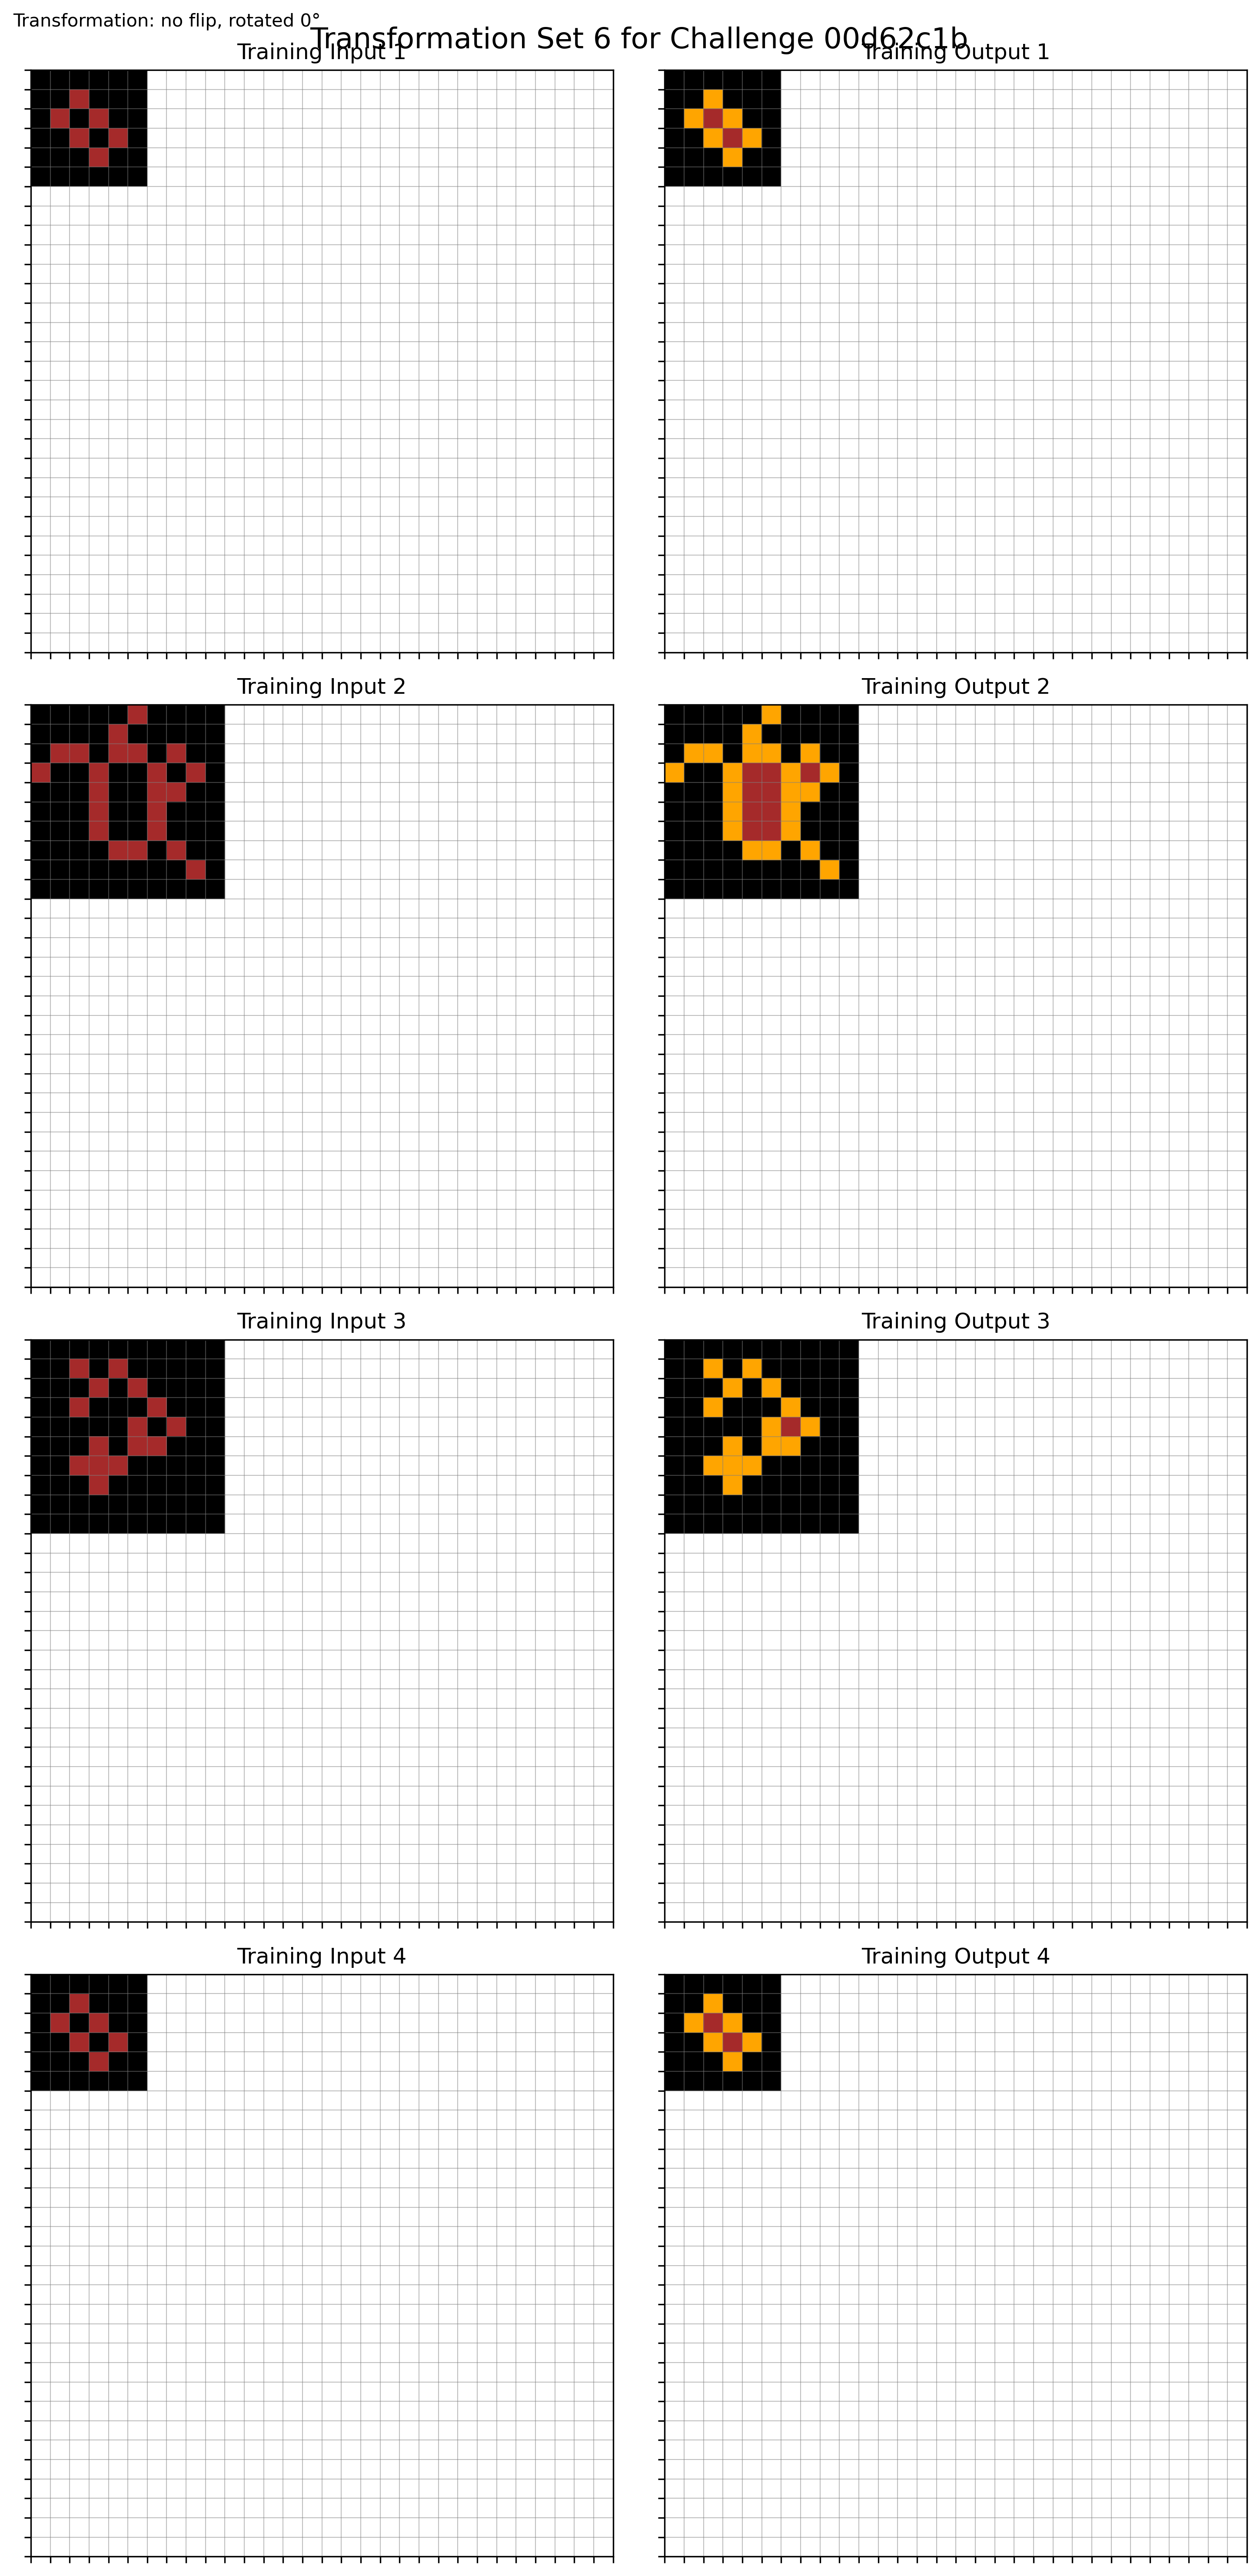 Transformation: no flip, rotated 0°
Transformation Set 6 for Challenge 00d62c1b
Training Input 1
Training Output 1
Training Input 2
Training Output 2
Training Input 3
Training Output 3
Training Input 4
Training Output 4